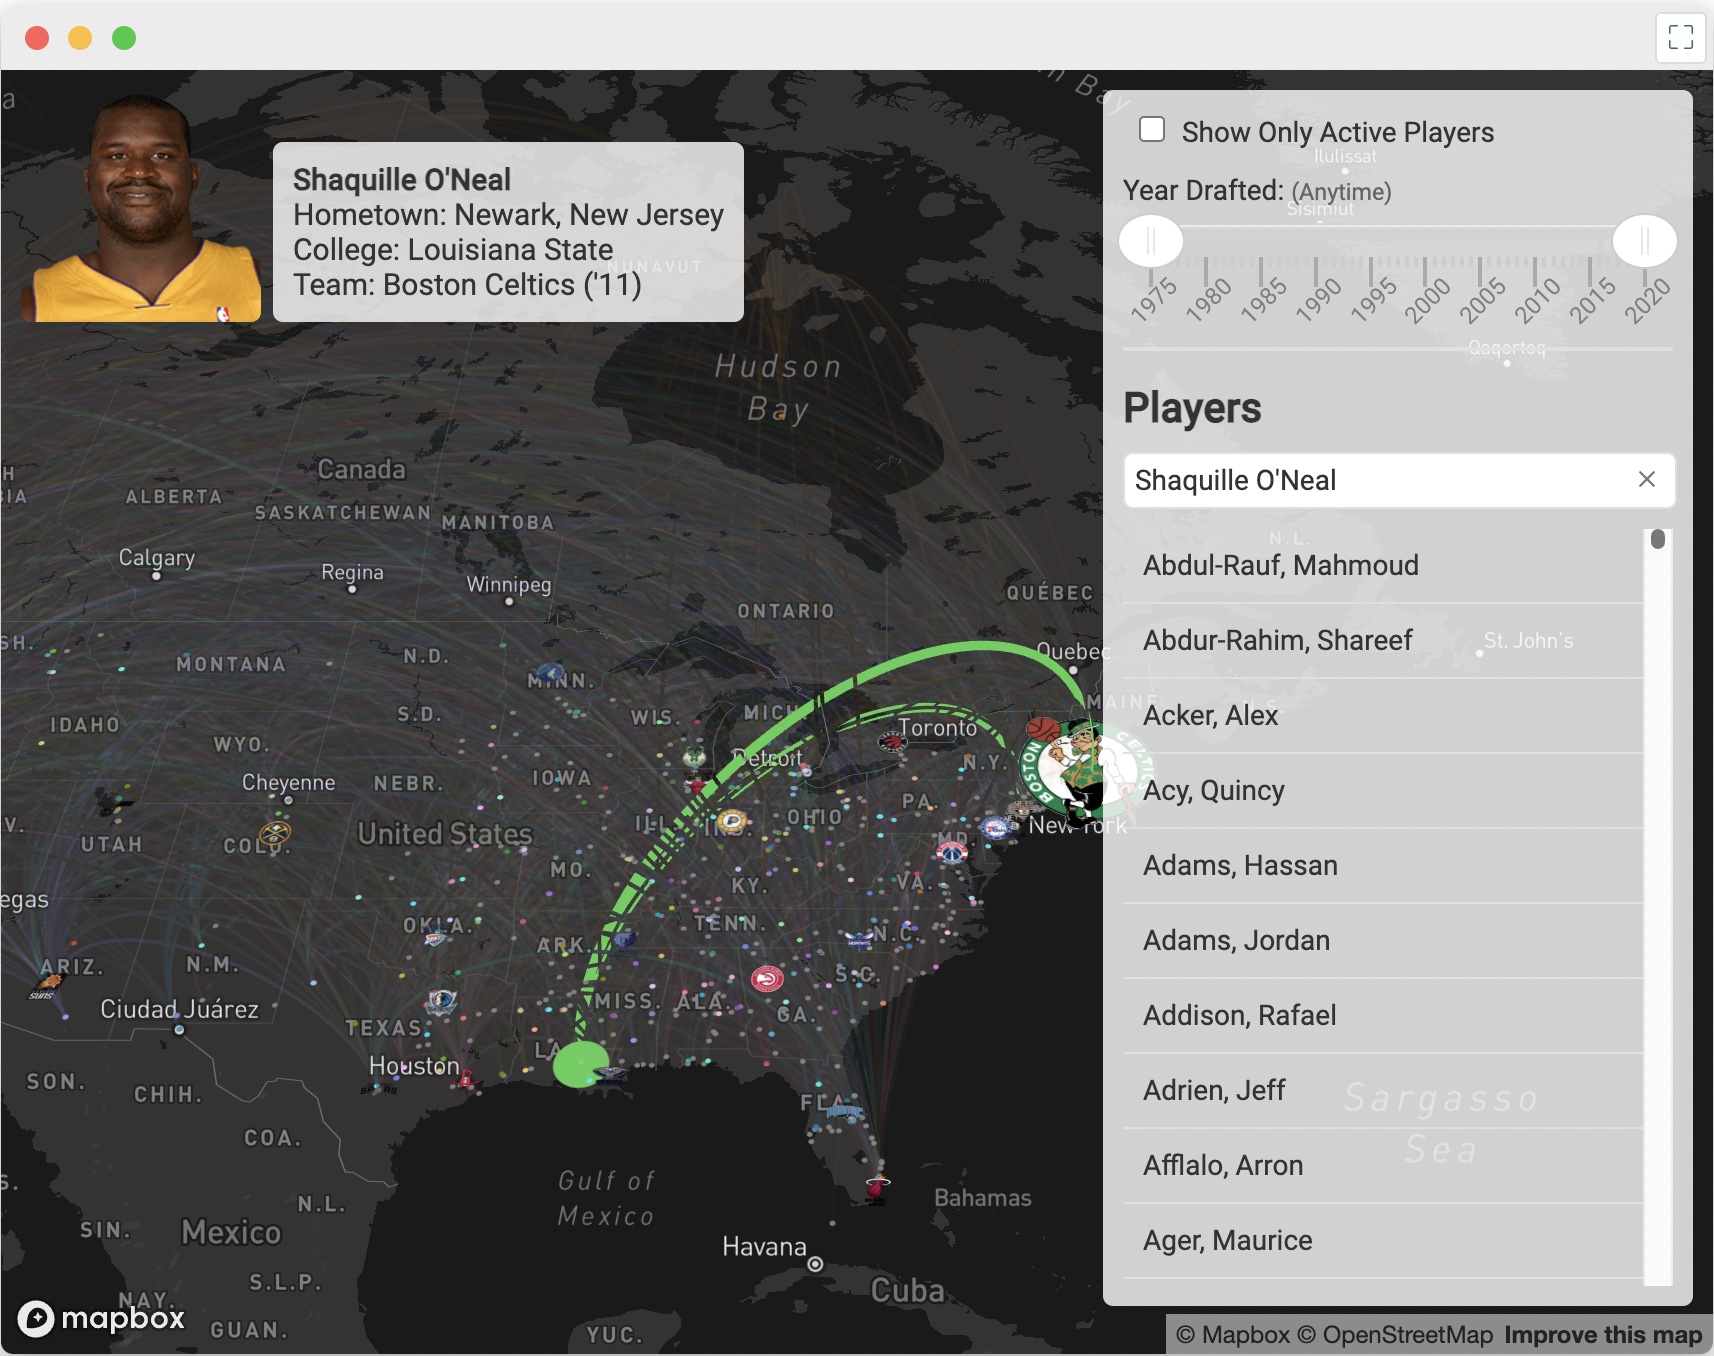 Shaquille O'Neal
Hometown: Newark, New Jersey
College: Louisiana State
Team: Boston Celtics ('11)
NUNAVUT
Hudson
Bay
Canada
ALBERTA
SASKATCHEWAN
MANITOBA
Calgary
Regina
Winnipeg
ONTARIO
QUÉBEC
Quebec
MONTANA
N.D.
MINN.
MAINE
IDAHO
S.D.
WIS.
MICH.
Toronto
WYO.
Detroit
N.Y.
Cheyenne
NEBR.
IOWA
PA.
BOSTON CELTICS
UTAH
COLO.
United States
ILL.
IND.
OHIO
New York
MO.
KY.
MD.
VA.
egas
OKLA.
ARK.
TENN.
N.C.
ARIZ.
SUNS
N.M.
S.C.
Ciudad Juárez
TEXAS
MISS.
ALA.
GA.
Houston
LA.
SON.
CHIH.
FLA.
COA.
Gulf of
Mexico
Bahamas
N.L.
SIN.
Mexico
Havana
S.L.P.
Cuba
NAY.
GUAN.
YUC.
mapbox
Show Only Active Players
Ilulissat
Year Drafted: (Anytime)
Sisimiut
1975 1980 1985 1990 1995 2000 2005 2010 2015 2020
Qaqortoq
Players
Shaquille O'Neal
N.L.
Abdul-Rauf, Mahmoud
Abdur-Rahim, Shareef
St. John's
N.S.
Acker, Alex
Acy, Quincy
Adams, Hassan
Adams, Jordan
Addison, Rafael
Adrien, Jeff
Sargasso
Sea
Afflalo, Arron
Ager, Maurice
© Mapbox © OpenStreetMap Improve this map